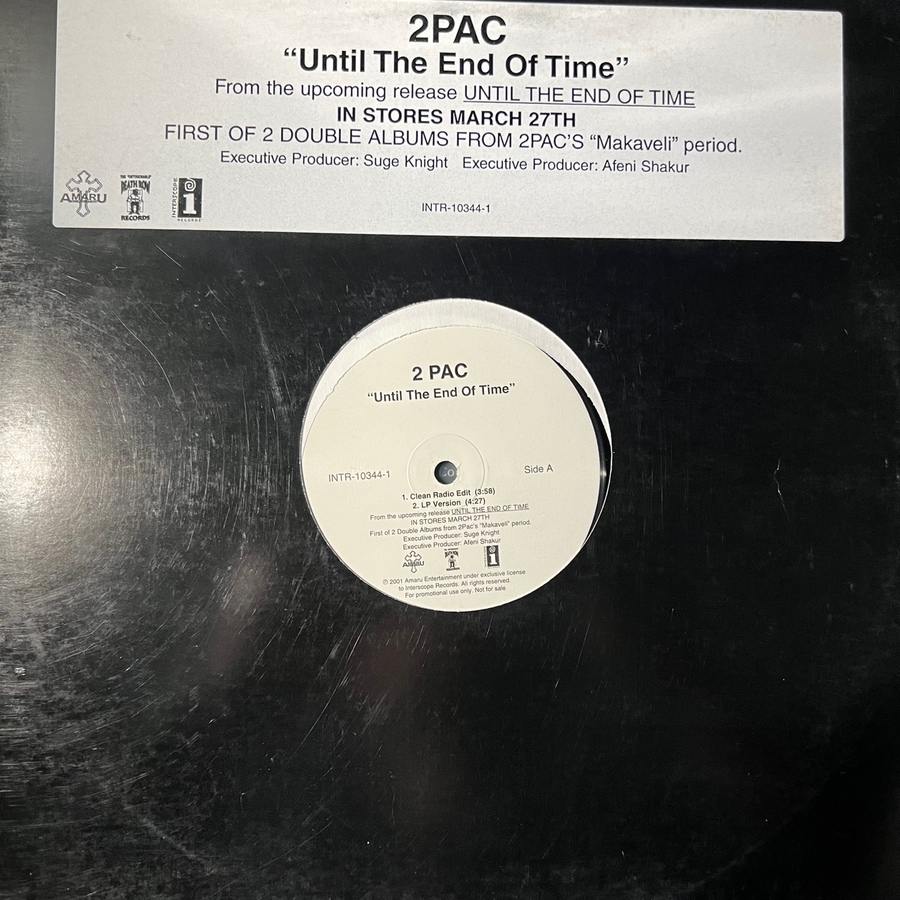 2PAC
“Until The End Of Time”
From the upcoming release UNTIL THE END OF TIME
IN STORES MARCH 27TH
FIRST OF 2 DOUBLE ALBUMS FROM 2PAC’S “Makaveli” period.
Executive Producer: Suge Knight Executive Producer: Afeni Shakur
AMARU
DEATH ROW
RECORDS
INTERSCOPE
RECORDS
INTR-10344-1
2 PAC
“Until The End Of Time”
INTR-10344-1
Side A
1. Clean Radio Edit (3:58)
2. LP Version (4:27)
From the upcoming release UNTIL THE END OF TIME
IN STORES MARCH 27TH
First of 2 Double Albums from 2Pac's “Makaveli” period.
Executive Producer: Suge Knight
Executive Producer: Afeni Shakur
AMARU
℗ 2001 Amaru Entertainment under exclusive license
to Interscope Records. All rights reserved.
For promotional use only. Not for sale